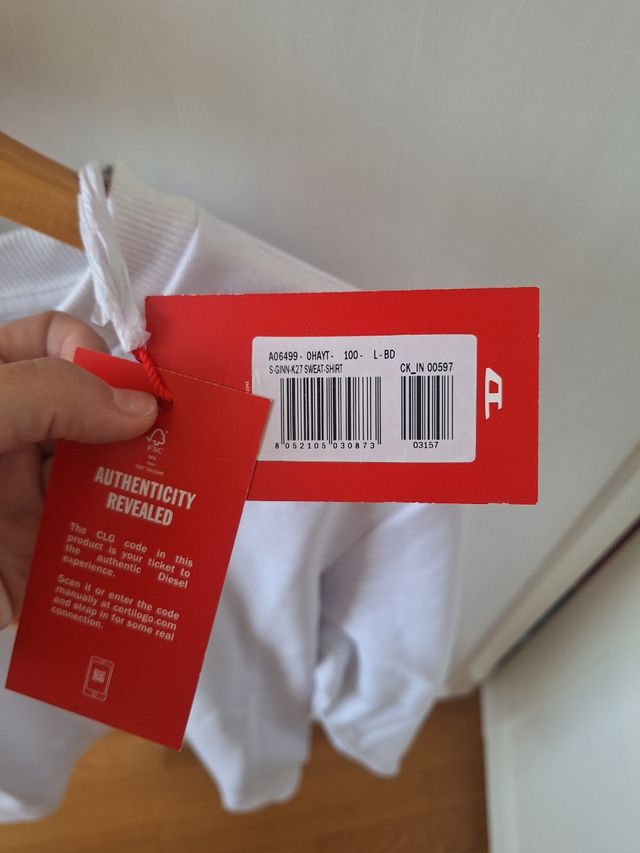 A06499 - 0HAYT - 100 - L - BD
S-GINN-K27 SWEAT-SHIRT
CK_IN 00597
8 052105 030873
03157
FSC
AUTHENTICITY
REVEALED
The CLG code in this
product is your ticket to
the authentic Diesel
experience.
Scan it or enter the code
manually at certilogo.com
and strap in for some real
connection.